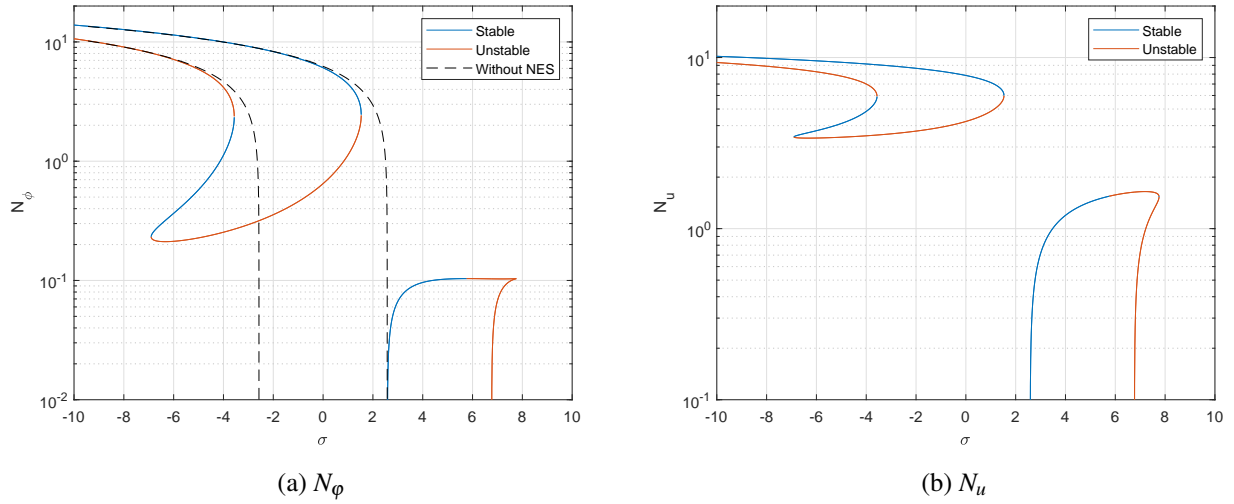 Stable
Unstable
Without NES
10^1
10^0
10^-1
10^-2
N_ϕ
-10 -8 -6 -4 -2 0 2 4 6 8 10
σ
(a) N_φ
Stable
Unstable
10^1
10^0
10^-1
N_u
-10 -8 -6 -4 -2 0 2 4 6 8 10
σ
(b) N_u